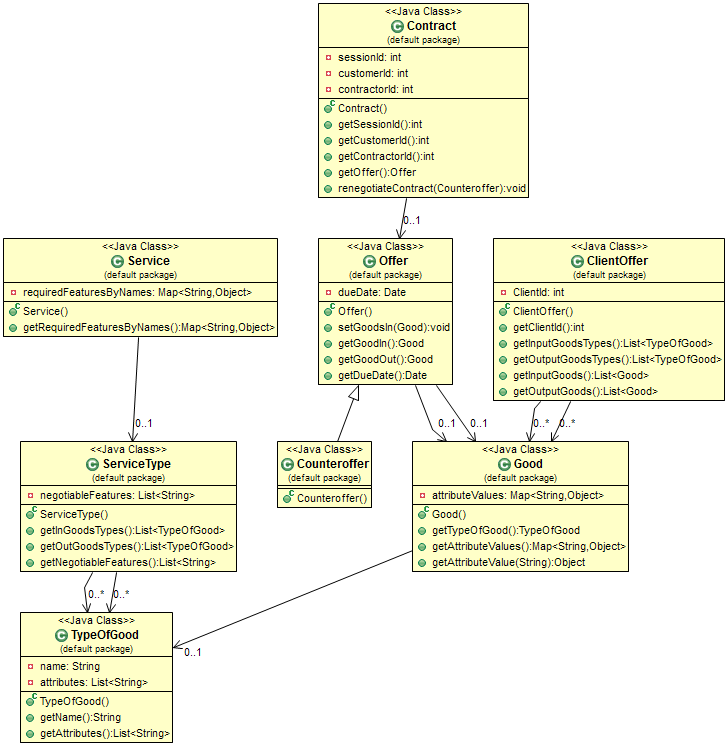 <<Java Class>>
Contract
(default package)
sessionId: int
customerId: int
contractorId: int
Contract()
getSessionId():int
getCustomerId():int
getContractorId():int
getOffer():Offer
renegotiateContract(Counteroffer):void
0..1
<<Java Class>>
Service
(default package)
requiredFeaturesByNames: Map<String,Object>
Service()
getRequiredFeaturesByNames():Map<String,Object>
<<Java Class>>
Offer
(default package)
dueDate: Date
Offer()
setGoodsIn(Good):void
getGoodIn():Good
getGoodOut():Good
getDueDate():Date
<<Java Class>>
ClientOffer
(default package)
ClientId: int
ClientOffer()
getClientId():int
getInputGoodsTypes():List<TypeOfGood>
getOutputGoodsTypes():List<TypeOfGood>
getInputGoods():List<Good>
getOutputGoods():List<Good>
0..1
0..1
0..1
0..*
0..*
<<Java Class>>
ServiceType
(default package)
negotiableFeatures: List<String>
ServiceType()
getInGoodsTypes():List<TypeOfGood>
getOutGoodsTypes():List<TypeOfGood>
getNegotiableFeatures():List<String>
<<Java Class>>
Counteroffer
(default package)
Counteroffer()
<<Java Class>>
Good
(default package)
attributeValues: Map<String,Object>
Good()
getTypeOfGood():TypeOfGood
getAttributeValues():Map<String,Object>
getAttributeValue(String):Object
0..*
0..*
0..1
<<Java Class>>
TypeOfGood
(default package)
name: String
attributes: List<String>
TypeOfGood()
getName():String
getAttributes():List<String>